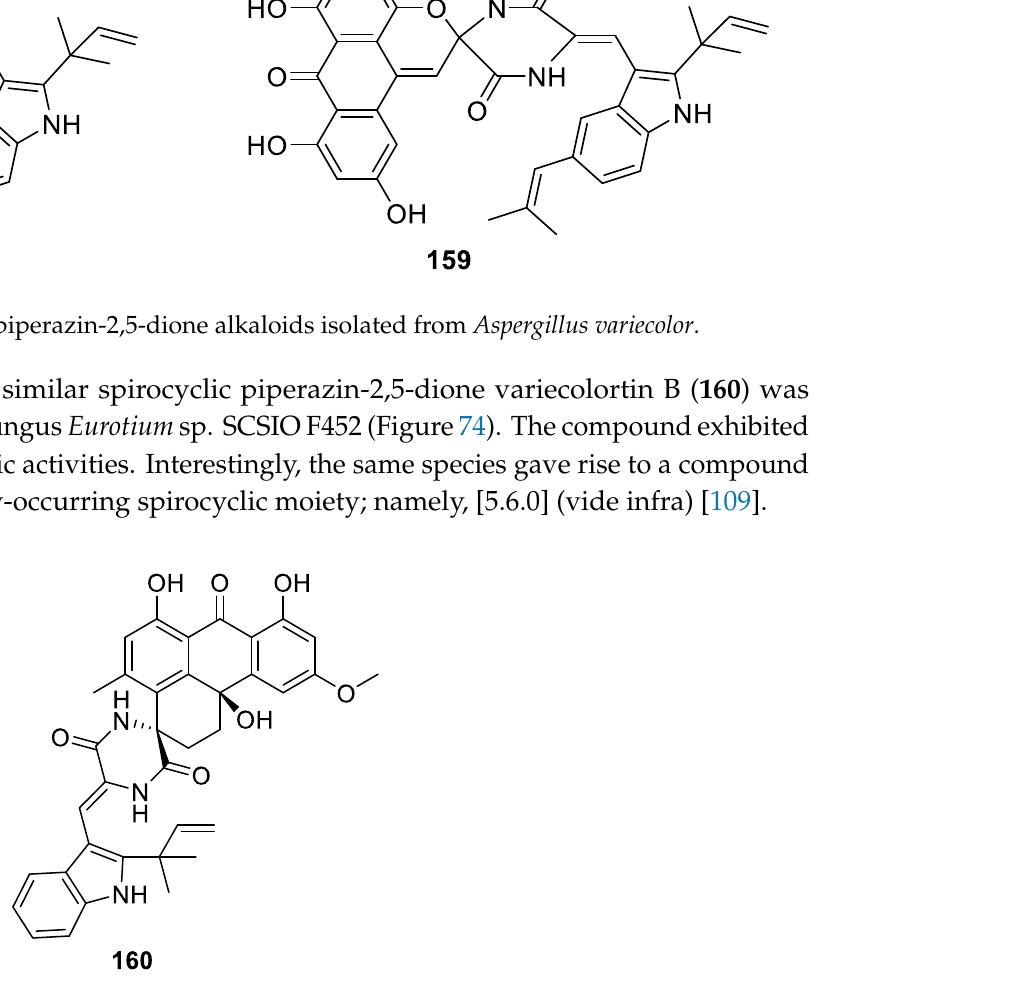 HO
O
N
O
NH
NH
O
NH
HO
OH
159
piperazin-2,5-dione alkaloids isolated from Aspergillus variecolor.
similar spirocyclic piperazin-2,5-dione variecolortin B (160) was
Eurotium sp. SCSIO F452 (Figure 74). The compound exhibited
activities. Interestingly, the same species gave rise to a compound
-occurring spirocyclic moiety; namely, [5.6.0] (vide infra) [109].
OH O OH
O
H
N
OH
O
O
N
H
NH
160